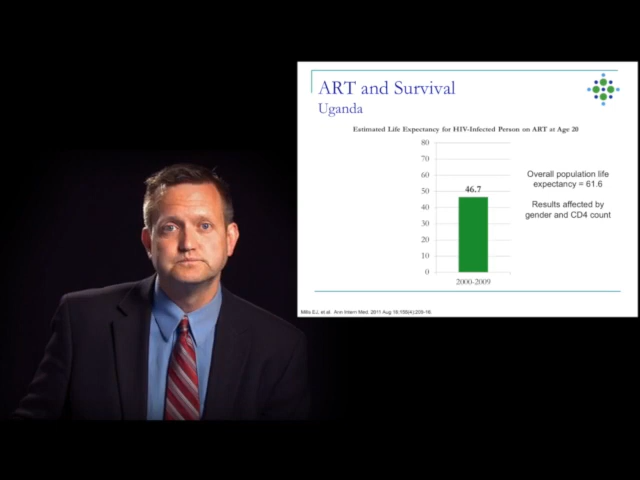 ART and Survival
Uganda
Estimated Life Expectancy for HIV-Infected Person on ART at Age 20
80
70
60
50
40
30
20
10
0
46.7
2000-2009
Overall population life
expectancy = 61.6
Results affected by
gender and CD4 count
Mills EJ, et al. Ann Intern Med. 2011 Aug 16;155(4):209-16.